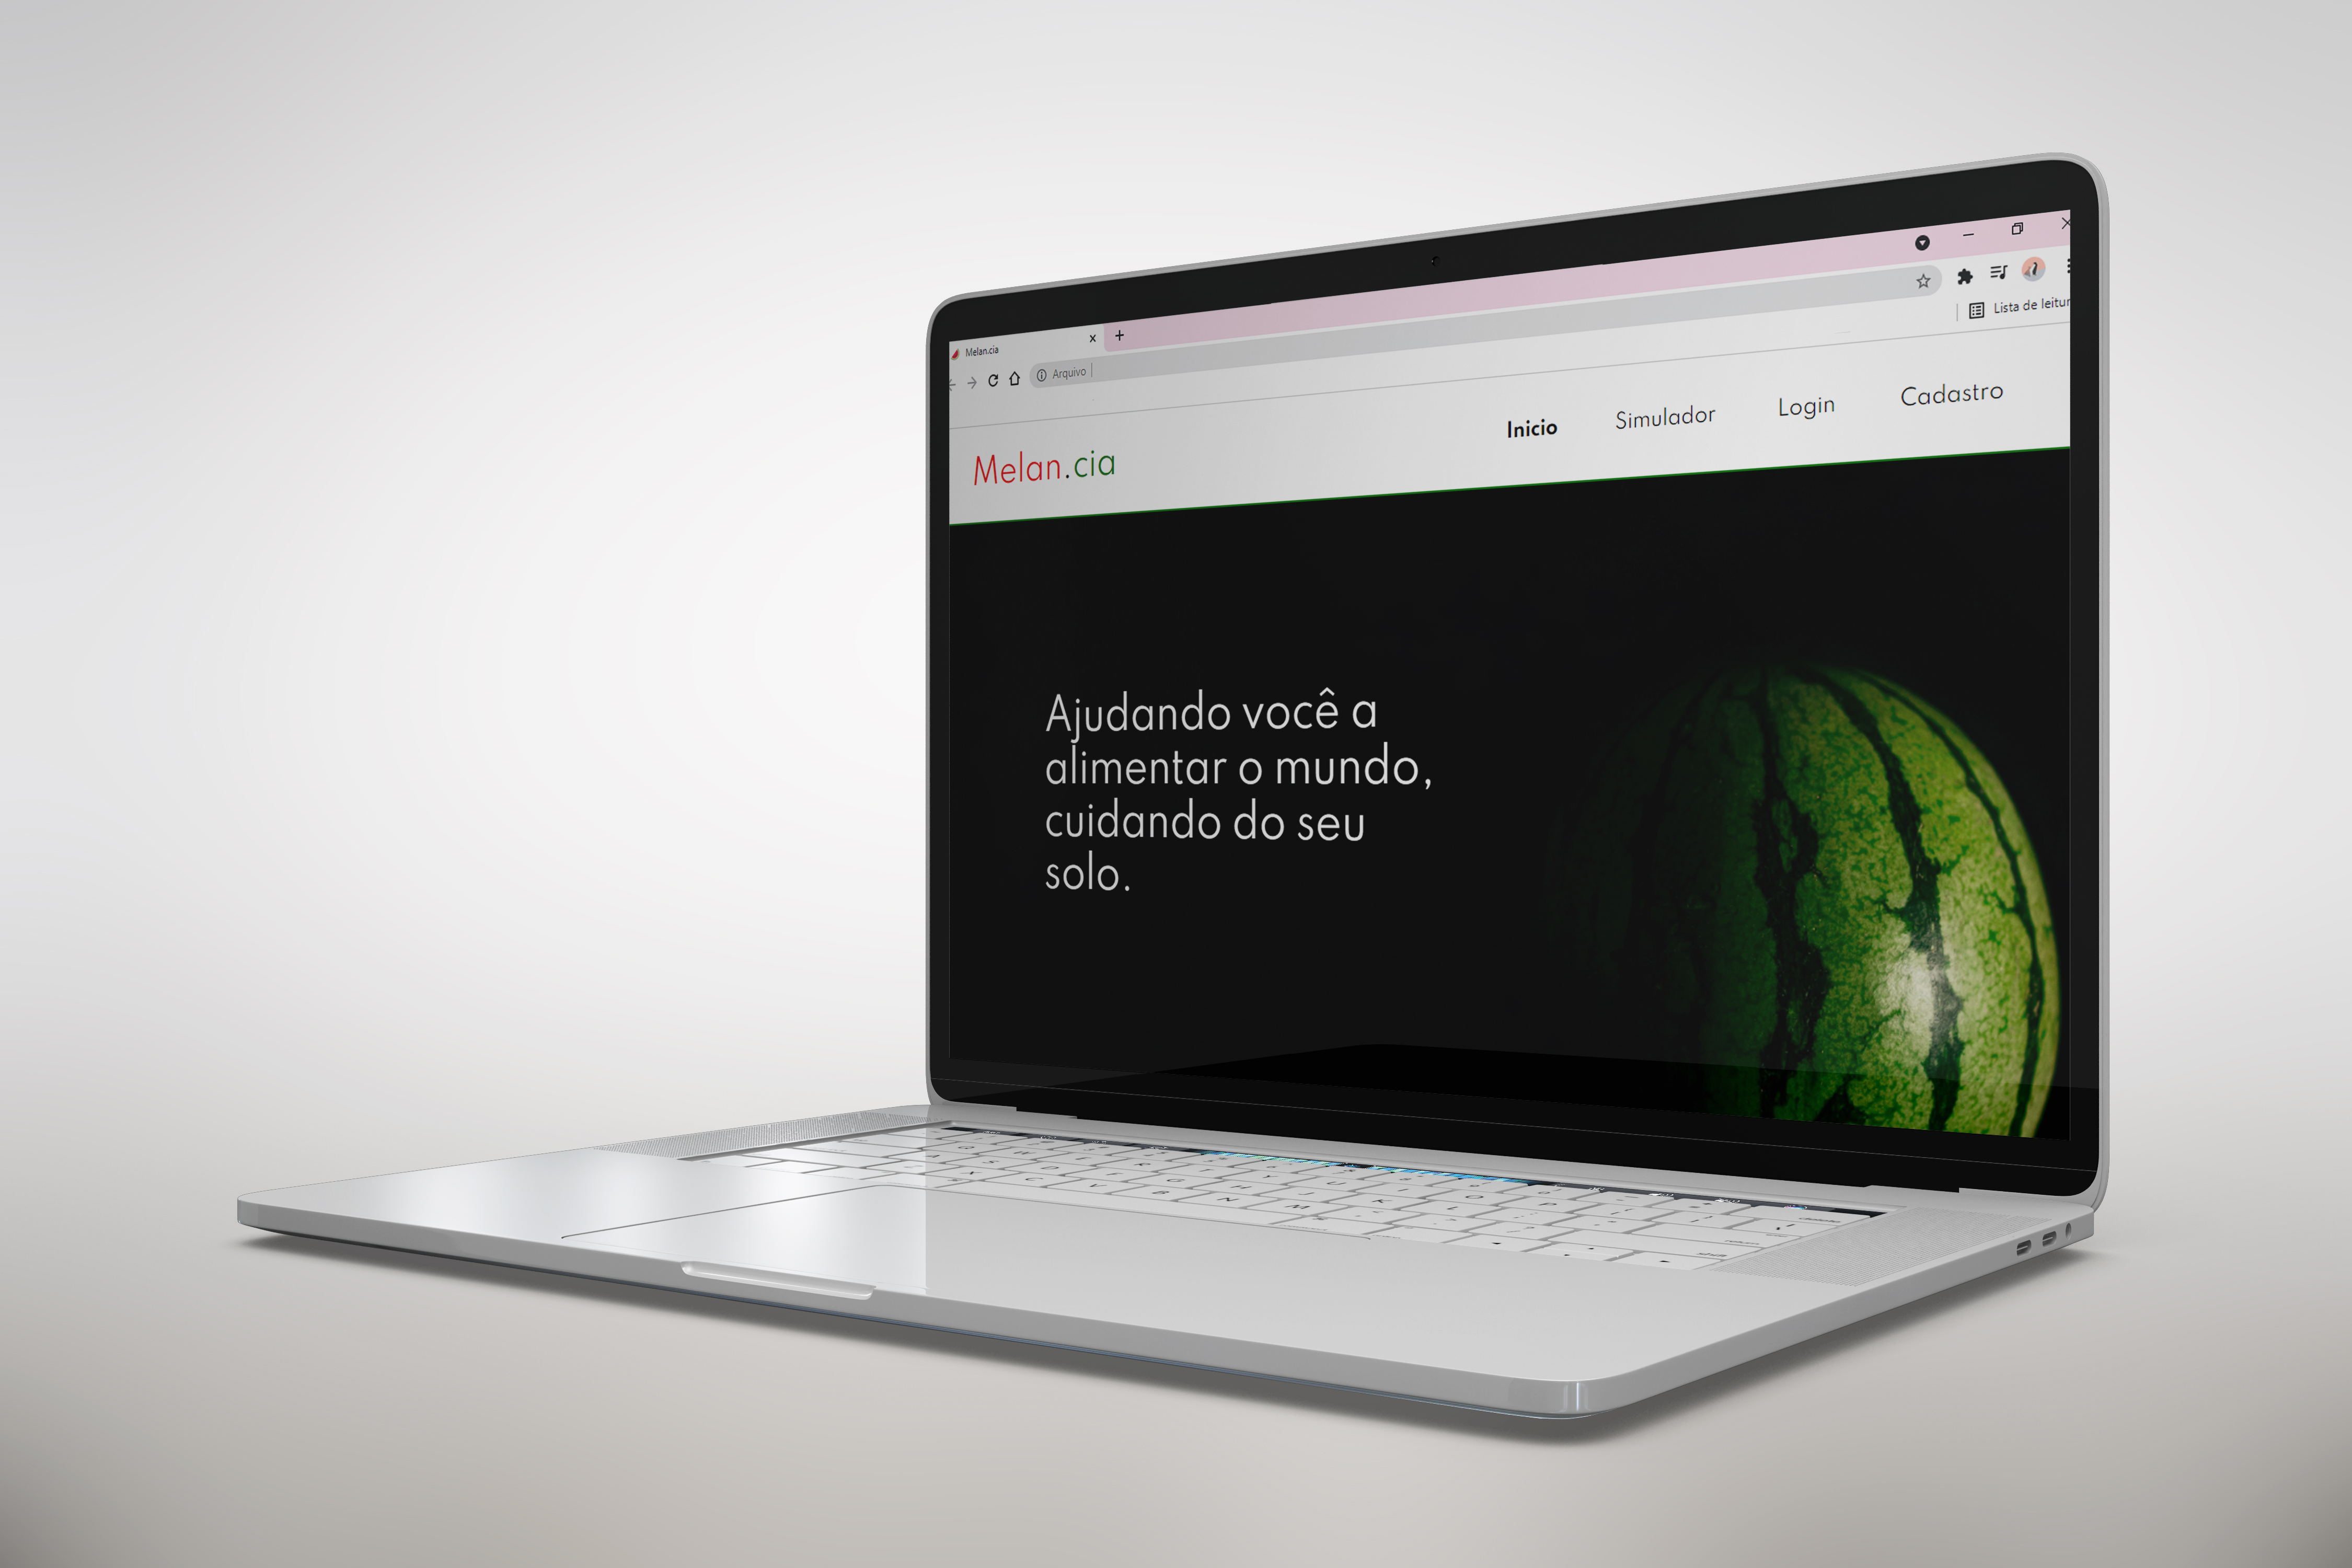 Melan.cia
Arquivo
Lista de leitur
Melan.cia
Inicio Simulador Login Cadastro
Ajudando você a
alimentar o mundo,
cuidando do seu
solo.